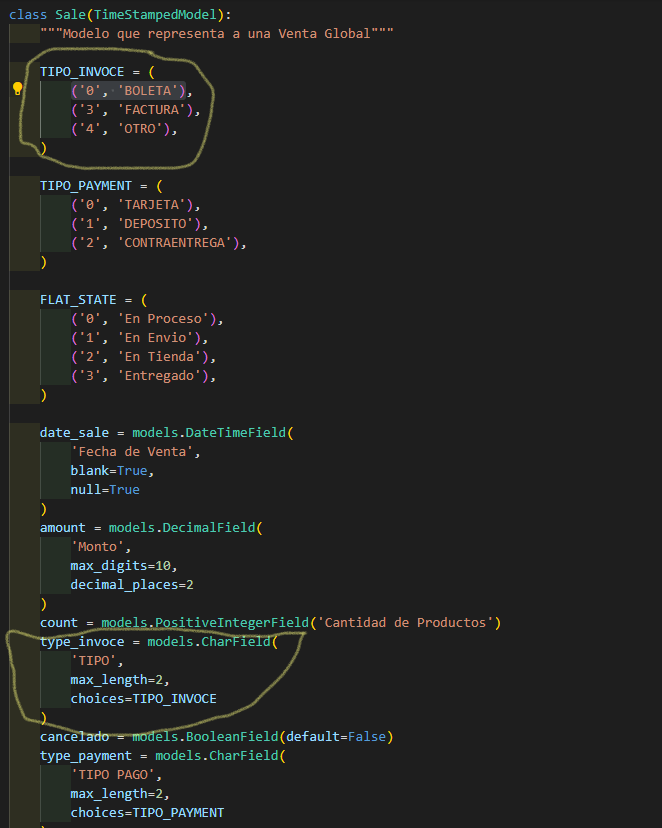 class Sale(TimeStampedModel):
"""Modelo que representa a una Venta Global"""
TIPO_INVOCE = (
('0', 'BOLETA'),
('3', 'FACTURA'),
('4', 'OTRO'),
)
TIPO_PAYMENT = (
('0', 'TARJETA'),
('1', 'DEPOSITO'),
('2', 'CONTRAENTREGA'),
)
FLAT_STATE = (
('0', 'En Proceso'),
('1', 'En Envio'),
('2', 'En Tienda'),
('3', 'Entregado'),
)
date_sale = models.DateTimeField(
'Fecha de Venta',
blank=True,
null=True
)
amount = models.DecimalField(
'Monto',
max_digits=10,
decimal_places=2
)
count = models.PositiveIntegerField('Cantidad de Productos')
type_invoce = models.CharField(
'TIPO',
max_length=2,
choices=TIPO_INVOCE
)
cancelado = models.BooleanField(default=False)
type_payment = models.CharField(
'TIPO PAGO',
max_length=2,
choices=TIPO_PAYMENT